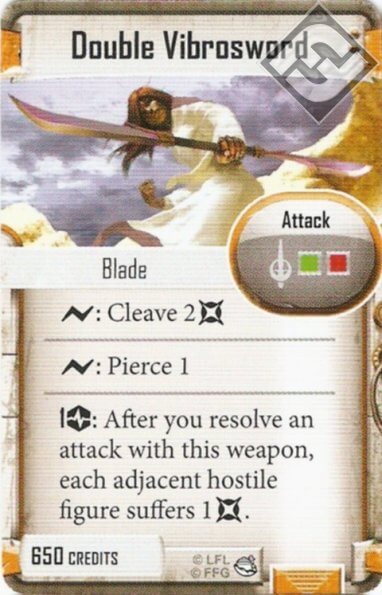 Double Vibrosword
Attack
Blade
: Cleave 2
: Pierce 1
1: After you resolve an
attack with this weapon,
each adjacent hostile
figure suffers 1.
650 CREDITS
© LFL
© FFG